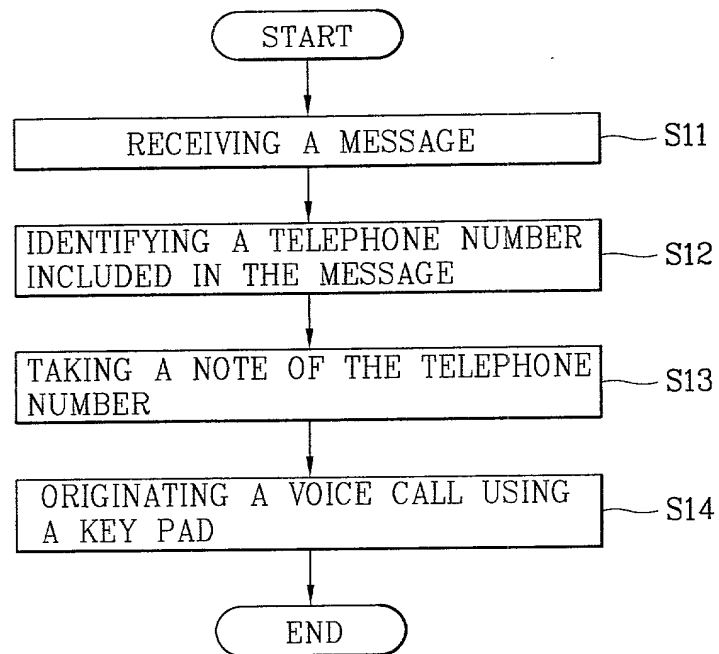 START
RECEIVING A MESSAGE
S11
IDENTIFYING A TELEPHONE NUMBER
INCLUDED IN THE MESSAGE
S12
TAKING A NOTE OF THE TELEPHONE
NUMBER
S13
ORIGINATING A VOICE CALL USING
A KEY PAD
S14
END